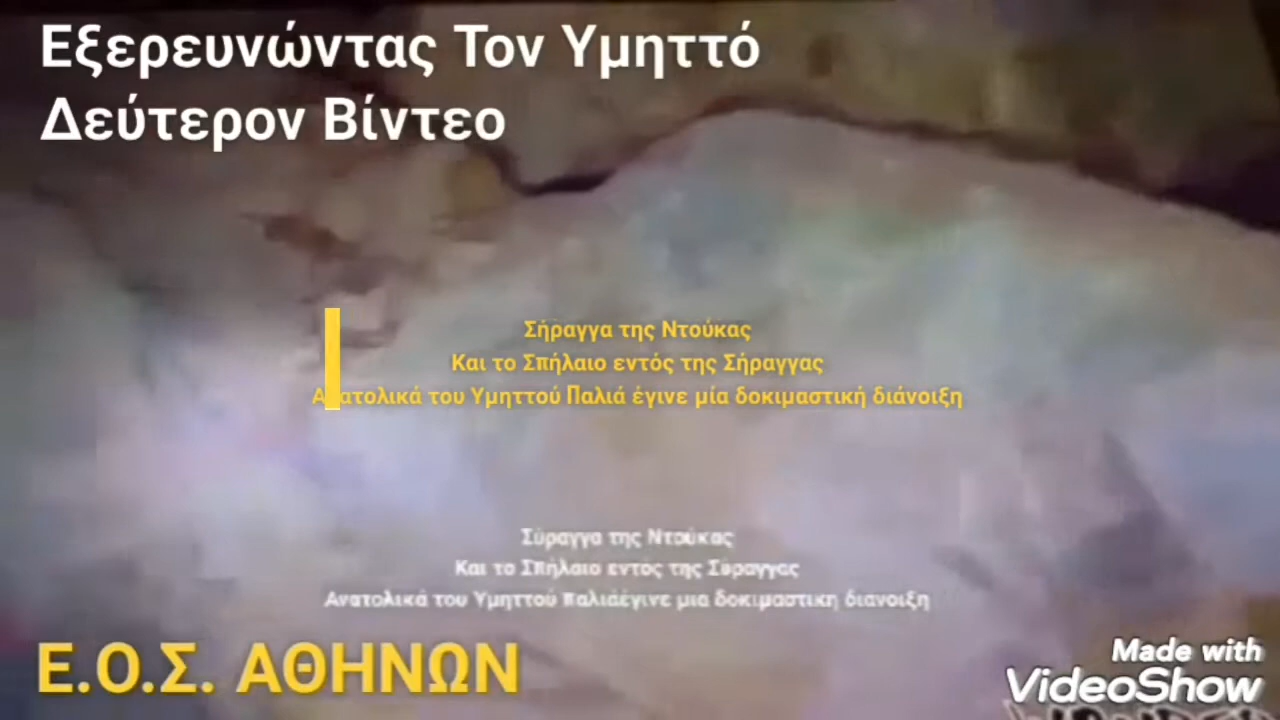 Εξερευνώντας Τον Υμηττό
Δεύτερον Βίντεο
Σήραγγα της Ντούκας
Και το Σπήλαιο εντός της Σήραγγας
Ανατολικά του Υμηττού Παλιά έγινε μία δοκιμαστική διάνοιξη
Σύραγγα της Ντούκας
Και το Σπήλαιο εντος της Σύραγγας
Ανατολικά του Υμηττού παλιάέγινε μια δοκιμαστικη διανοιξη
Ε.Ο.Σ. ΑΘΗΝΩΝ
Made with
VideoShow